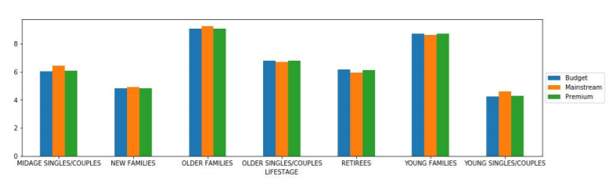 8
6
4
2
0
MIDAGE SINGLES/COUPLES NEW FAMILIES OLDER FAMILIES OLDER SINGLES/COUPLES RETIREES YOUNG FAMILIES YOUNG SINGLES/COUPLES
LIFESTAGE
Budget
Mainstream
Premium